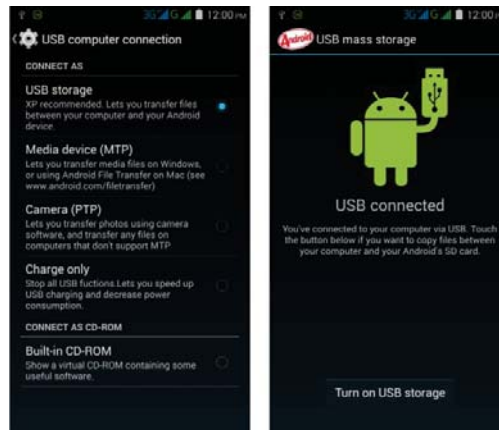 3G G 12:00 PM
USB computer connection
CONNECT AS
USB storage
XP recommended. Lets you transfer files
between your computer and your Android
device.
Media device (MTP)
Lets you transfer media files on Windows,
or using Android File Transfer on Mac (see
www.android.com/filetransfer)
Camera (PTP)
Lets you transfer photos using camera
software, and transfer any files on
computers that don't support MTP
Charge only
Stop all USB fuctions.Lets you speed up
USB charging and decrease power
consumption.
CONNECT AS CD-ROM
Built-in CD-ROM
Show a virtual CD-ROM containing some
useful software.
3G G 12:00 P
Android USB mass storage
USB connected
You've connected to your computer via USB. Touch
the button below if you want to copy files between
your computer and your Android's SD card.
Turn on USB storage